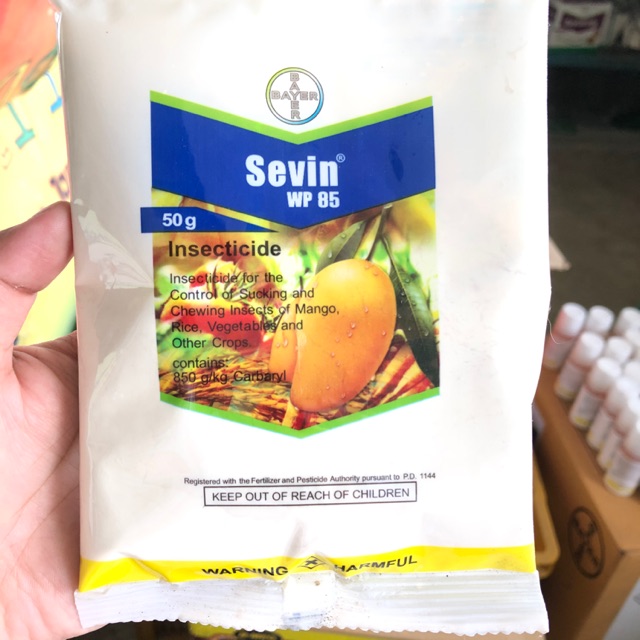 BAYER
BAYER
Sevin®
WP 85
50 g
Insecticide
Insecticide for the
Control of Sucking and
Chewing Insects of Mango,
Rice, Vegetables and
Other Crops.
contains:
850 g/kg Carbaryl
Registered with the Fertilizer and Pesticide Authority pursuant to P.D. 1144
KEEP OUT OF REACH OF CHILDREN
WARNING HARMFUL